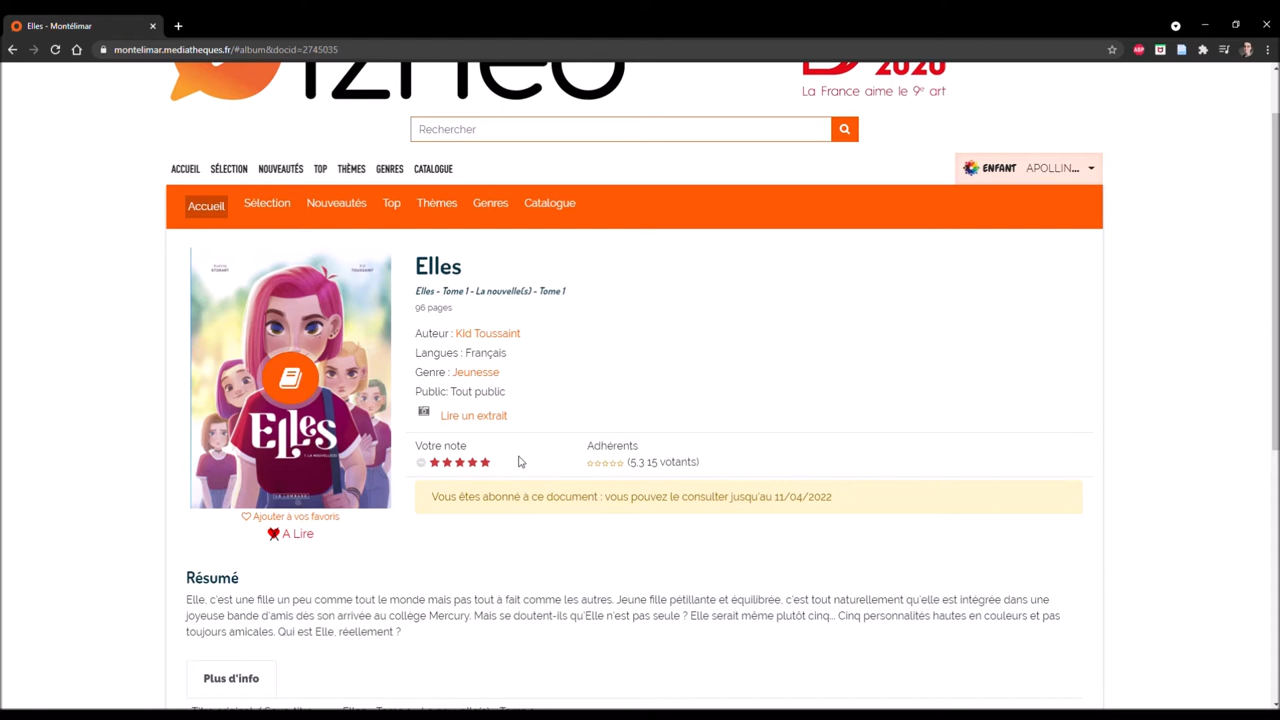 Elles - Montélimar
montelimar.mediatheques.fr/#album&docid=2745035
izneo
2020
La France aime le 9e art
Rechercher
ACCUEIL SÉLECTION NOUVEAUTÉS TOP THÈMES GENRES CATALOGUE
ENFANT APOLLIN...
Accueil Sélection Nouveautés Top Thèmes Genres Catalogue
Elles
Elles - Tome 1 - La nouvelle(s) - Tome 1
96 pages
Auteur : Kid Toussaint
Langues : Français
Genre : Jeunesse
Public: Tout public
Lire un extrait
Votre note Adhérents
(5,3 15 votants)
Vous êtes abonné à ce document : vous pouvez le consulter jusqu'au 11/04/2022
KID
TOUSSAINT
Elles
Ajouter à vos favoris
A Lire
Résumé
Elle, c'est une fille un peu comme tout le monde mais pas tout à fait comme les autres. Jeune fille pétillante et équilibrée, c'est tout naturellement qu'elle est intégrée dans une
joyeuse bande d'amis dès son arrivée au collège Mercury. Mais se doutent-ils qu'Elle n'est pas seule ? Elle serait même plutôt cinq... Cinq personnalités hautes en couleurs et pas
toujours amicales. Qui est Elle, réellement ?
Plus d'info